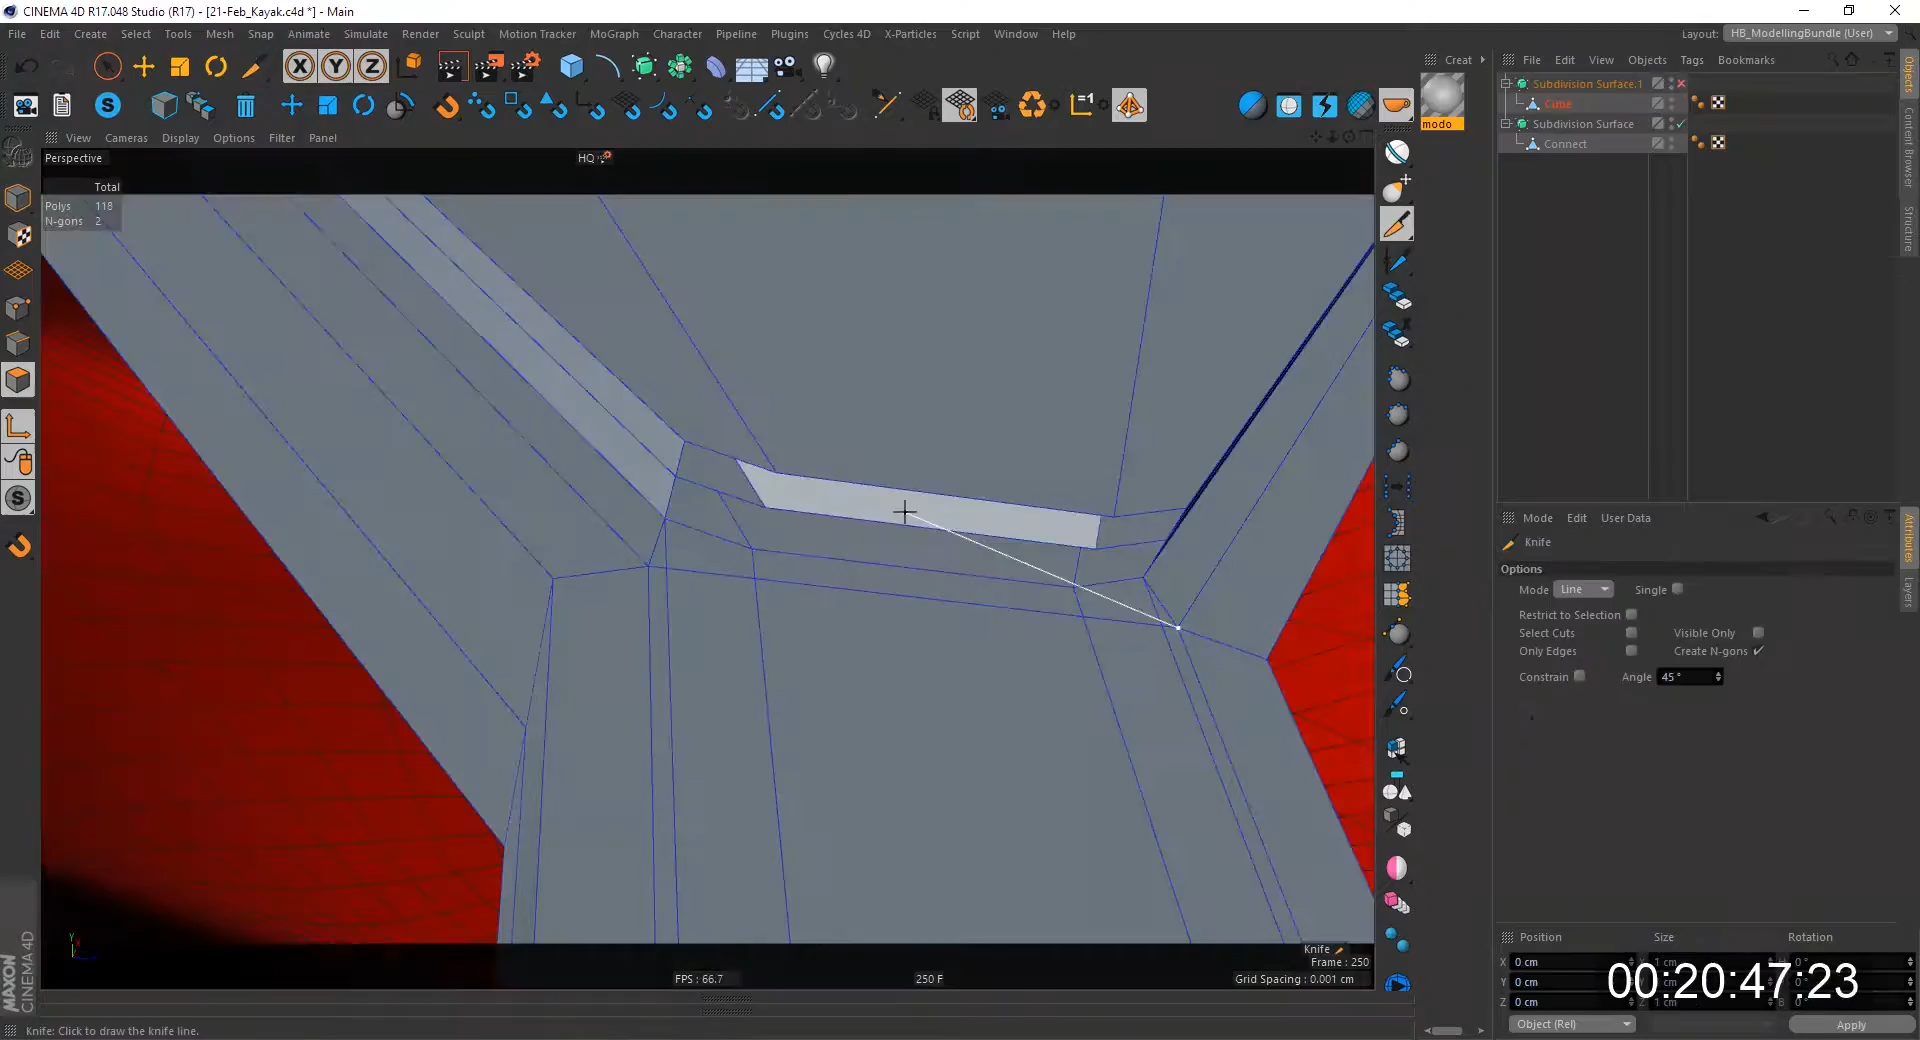 CINEMA 4D R17.048 Studio (R17) - [21-Feb_Kayak.c4d *] - Main
File Edit Create Select Tools Mesh Snap Animate Simulate Render Sculpt Motion Tracker MoGraph Character Pipeline Plugins Cycles 4D X-Particles Script Window Help
Layout: HB_ModellingBundle (User)
X Y Z
Creat
File Edit View Objects Tags Bookmarks
Objects
Content Browser
Structure
Subdivision Surface.1
Cube
Subdivision Surface
Connect
modo
View Cameras Display Options Filter Panel
Perspective
HQ
Total
Polys 118
N-gons 2
Mode Edit User Data
Attributes
Layers
Knife
Options
Mode Line Single
Restrict to Selection
Select Cuts Visible Only
Only Edges Create N-gons
Constrain Angle 45 °
Y
Knife
Frame : 250
FPS : 66.7 250 F Grid Spacing : 0.001 cm
MAXON
CINEMA 4D
Position Size Rotation
X 0 cm 1 cm 0 °
Y 0 cm
Z 0 cm 1 cm B 0 °
00:20:47:23
Object (Rel) Apply
Knife: Click to draw the knife line.